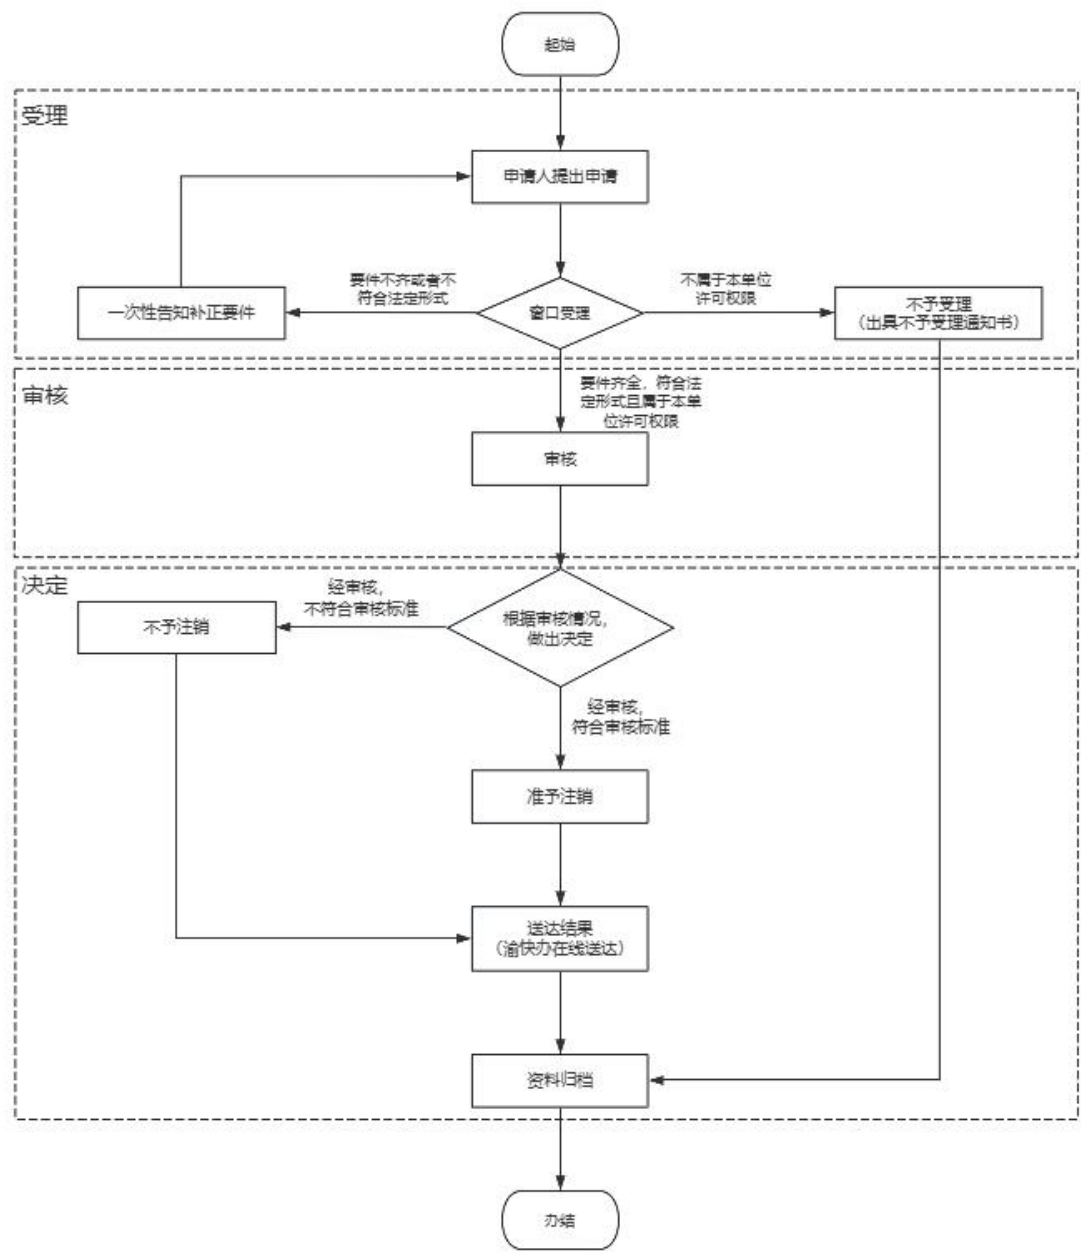 起始
受理
申请人提出申请
要件不齐或者不
符合法定形式
不属于本单位
许可权限
一次性告知补正要件
窗口受理
不予受理
（出具不予受理通知书）
审核
要件齐全，符合法
定形式且属于本单
位许可权限
审核
决定
经审核，
不符合审核标准
不予注销
根据审核情况，
做出决定
经审核，
符合审核标准
准予注销
送达结果
（渝快办在线送达）
资料归档
办结